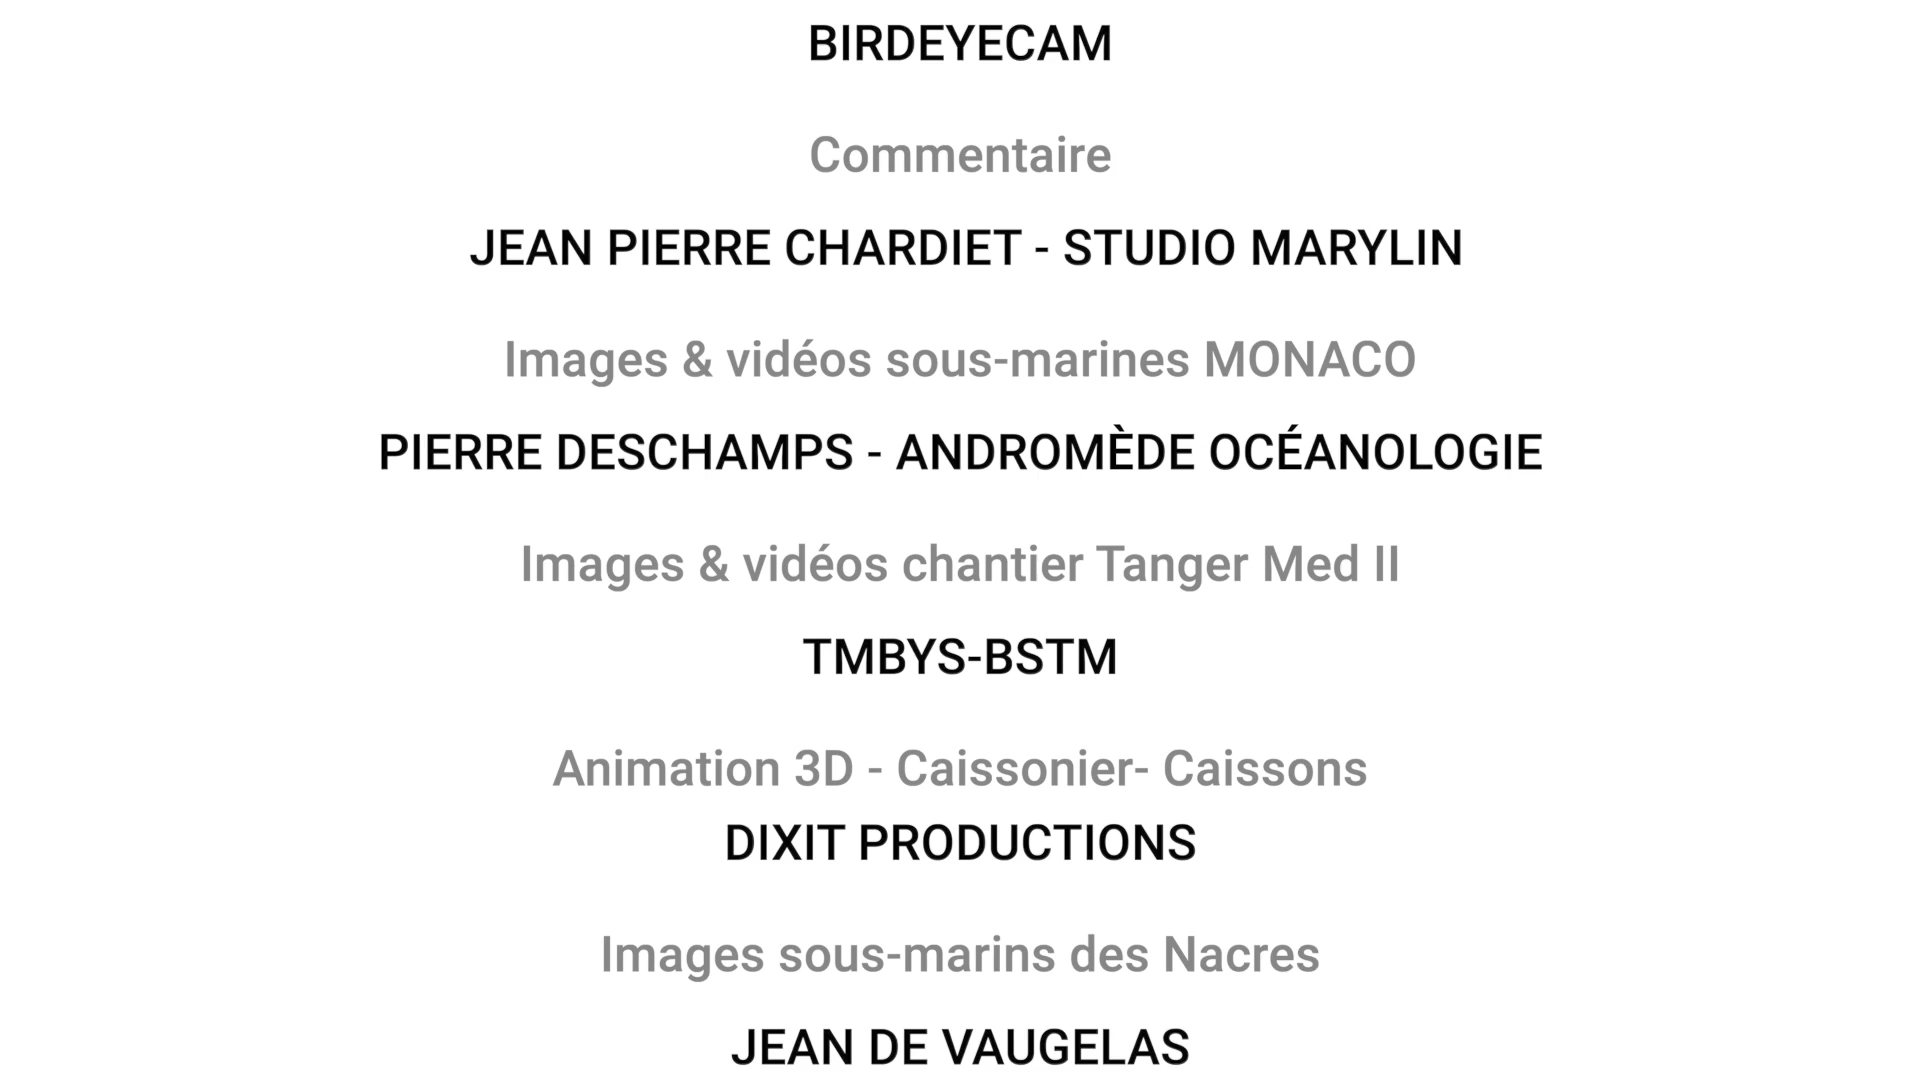 BIRDEYECAM
Commentaire
JEAN PIERRE CHARDIET - STUDIO MARYLIN
Images & vidéos sous-marines MONACO
PIERRE DESCHAMPS - ANDROMÈDE OCÉANOLOGIE
Images & vidéos chantier Tanger Med II
TMBYS-BSTM
Animation 3D - Caissonier- Caissons
DIXIT PRODUCTIONS
Images sous-marins des Nacres
JEAN DE VAUGELAS